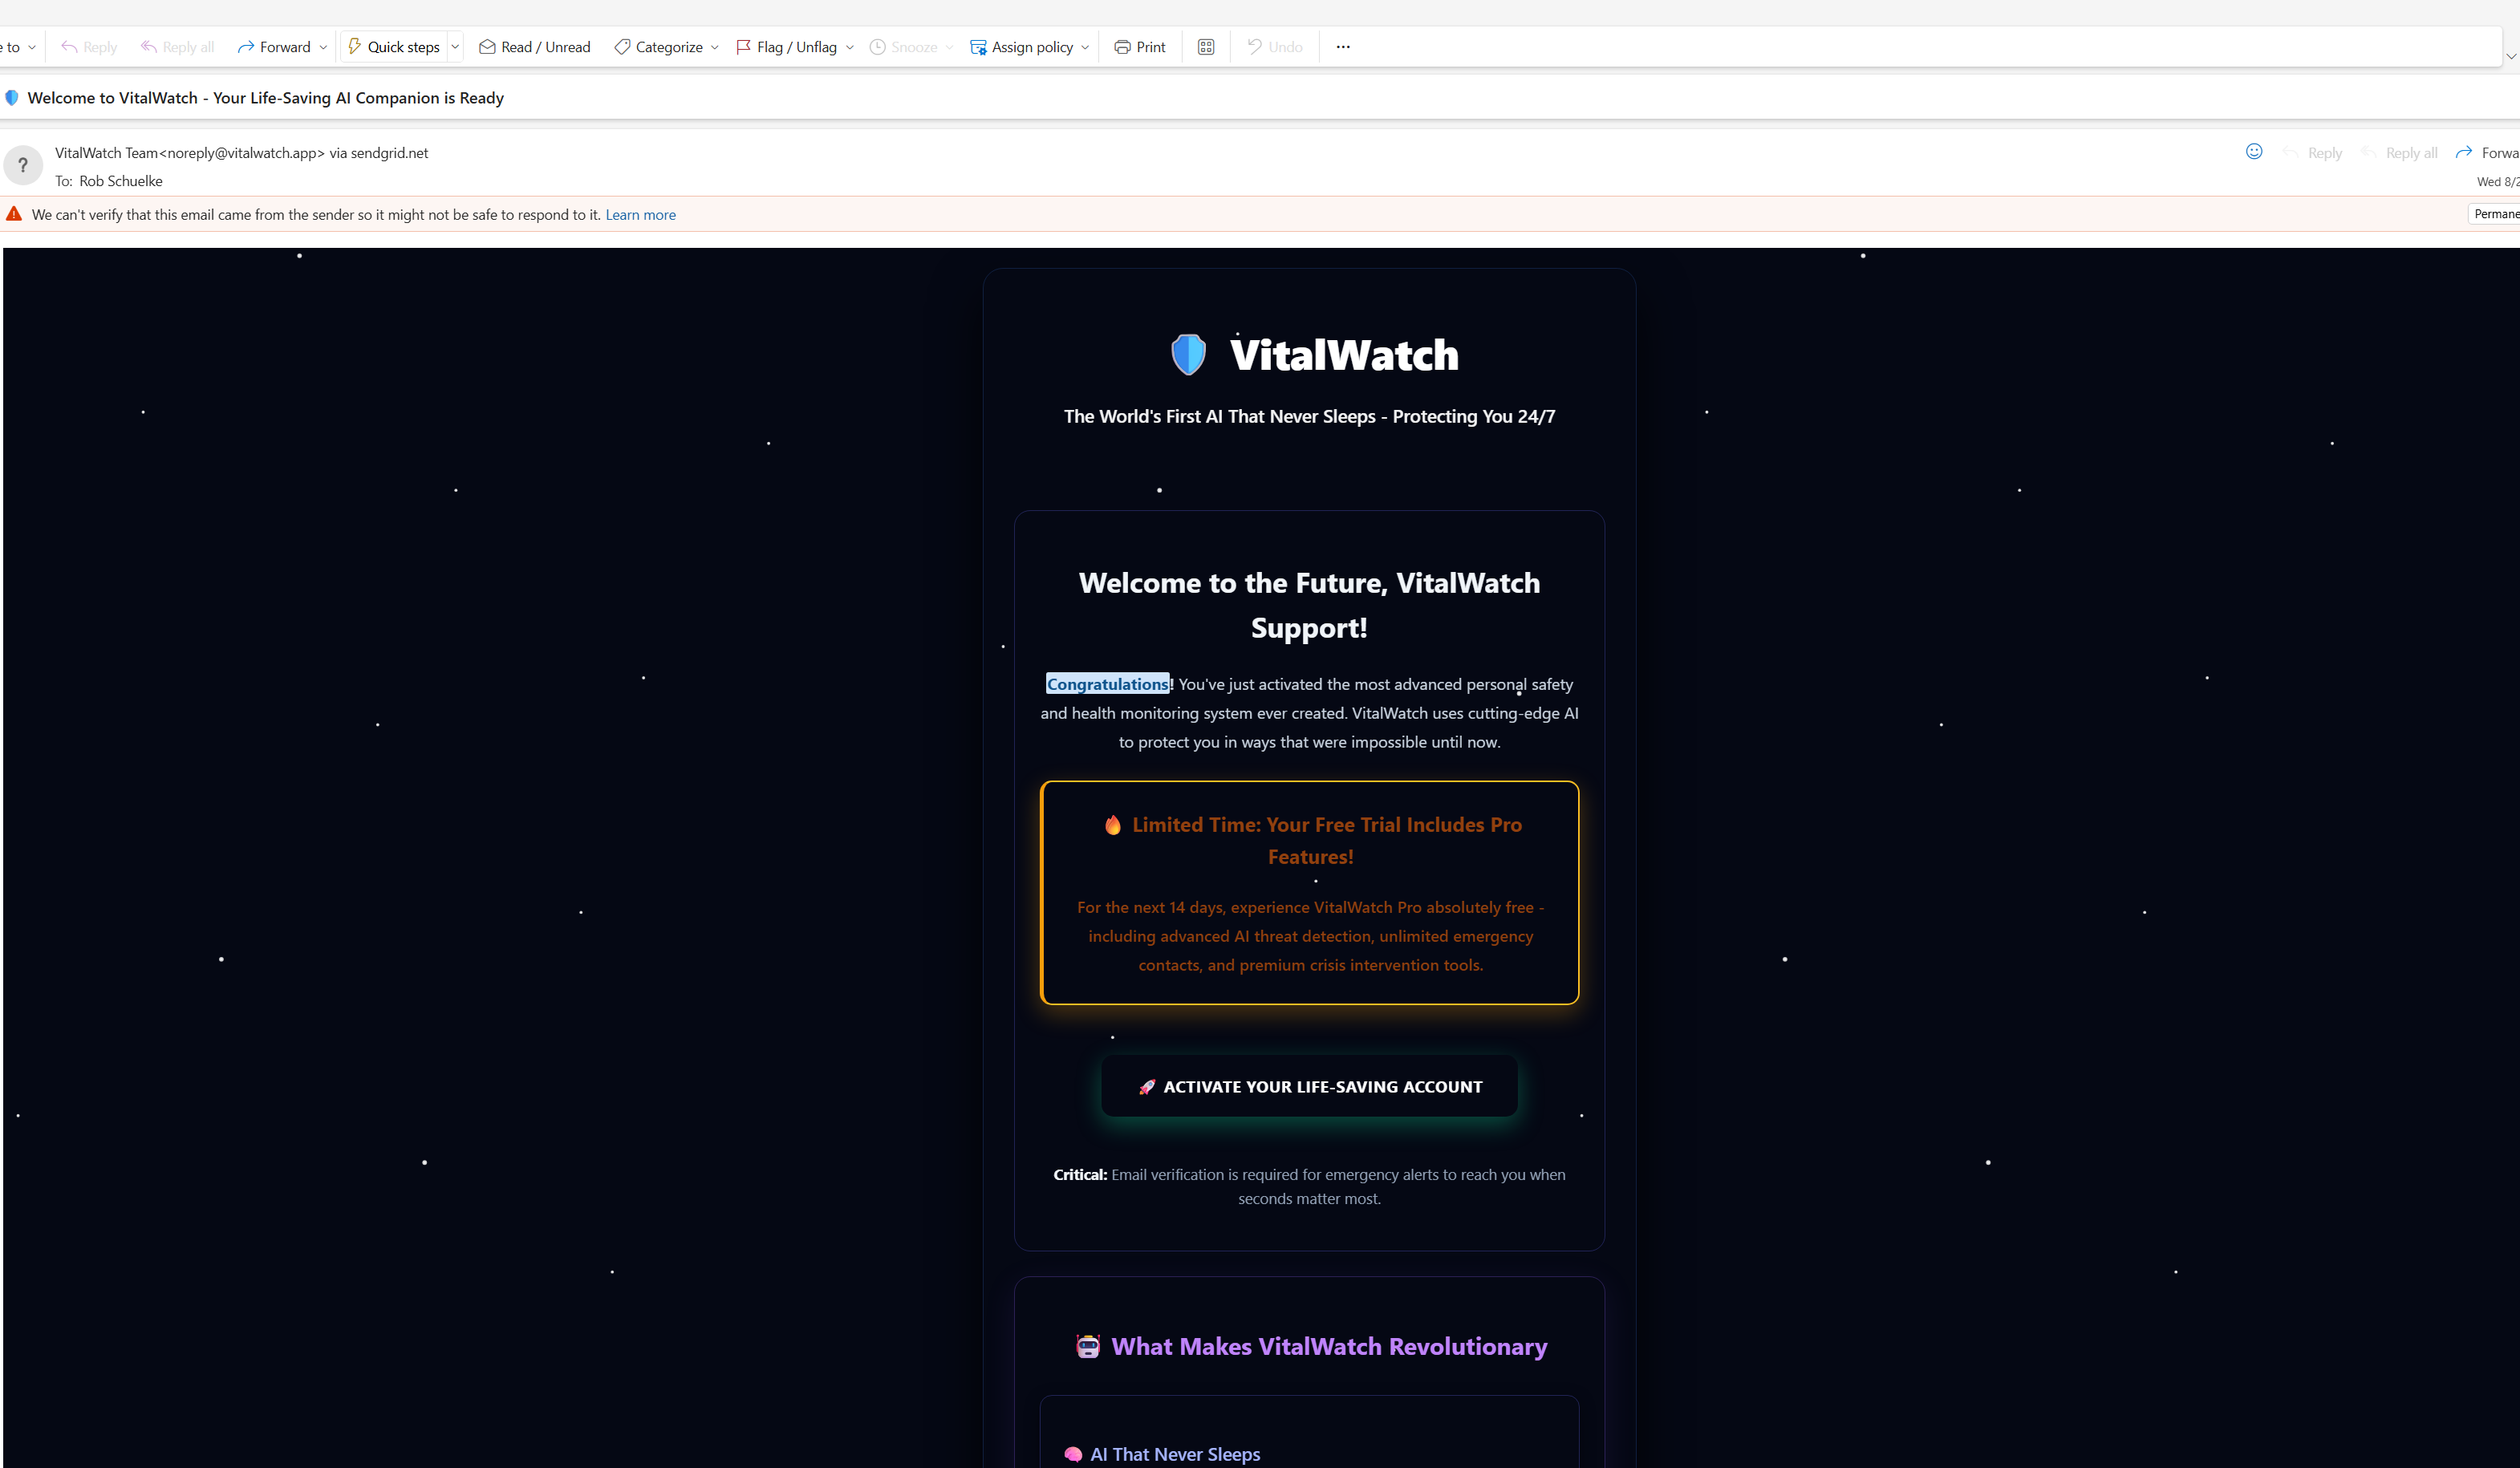 e to Reply Reply all Forward Quick steps Read / Unread Categorize Flag / Unflag Snooze Assign policy Print Undo ...
Welcome to VitalWatch - Your Life-Saving AI Companion is Ready
? VitalWatch Team<noreply@vitalwatch.app> via sendgrid.net
Reply Reply all Forwa
To: Rob Schuelke
Wed 8/2
We can't verify that this email came from the sender so it might not be safe to respond to it. Learn more
Permane
VitalWatch
The World's First AI That Never Sleeps - Protecting You 24/7
Welcome to the Future, VitalWatch
Support!
Congratulations! You've just activated the most advanced personal safety
and health monitoring system ever created. VitalWatch uses cutting-edge AI
to protect you in ways that were impossible until now.
🔥 Limited Time: Your Free Trial Includes Pro
Features!
For the next 14 days, experience VitalWatch Pro absolutely free -
including advanced AI threat detection, unlimited emergency
contacts, and premium crisis intervention tools.
🚀 ACTIVATE YOUR LIFE-SAVING ACCOUNT
Critical: Email verification is required for emergency alerts to reach you when
seconds matter most.
What Makes VitalWatch Revolutionary
🧠 AI That Never Sleeps